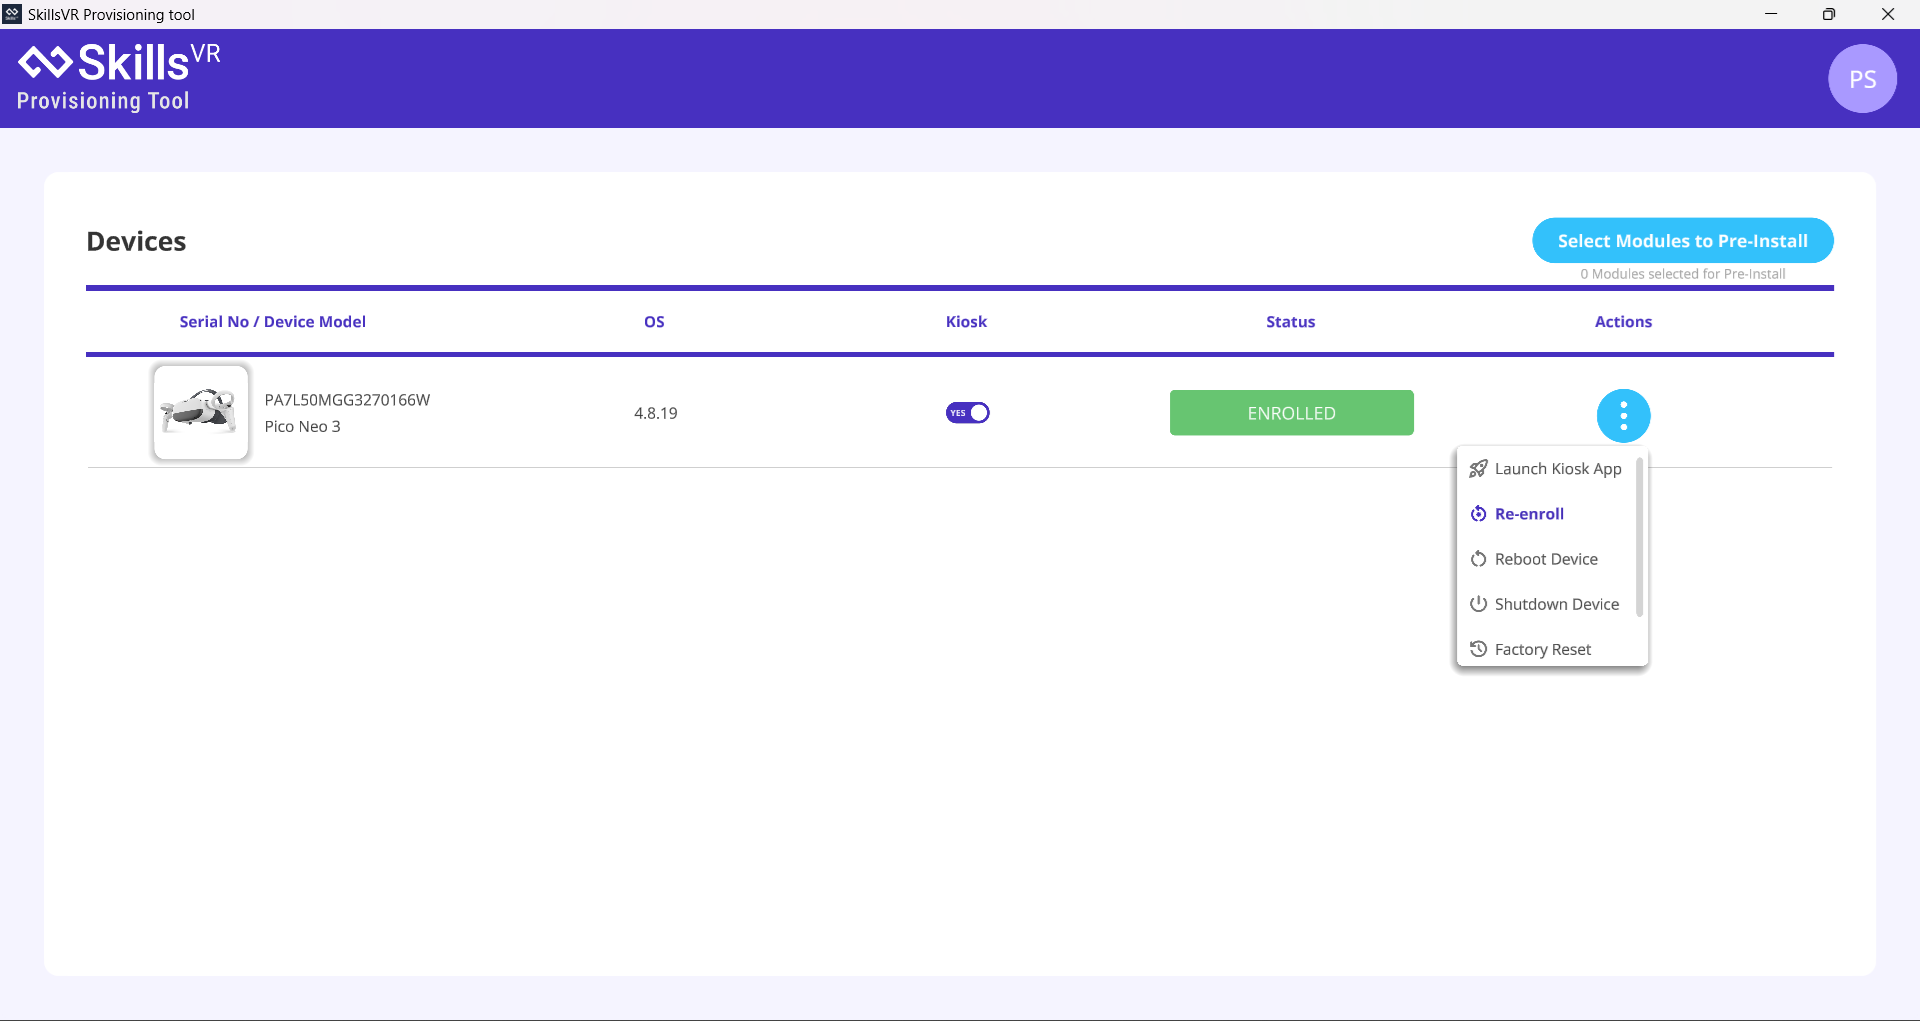 SkillsVR Provisioning tool
Skills VR
Provisioning Tool
PS
Devices
Select Modules to Pre-Install
0 Modules selected for Pre-Install
Serial No / Device Model OS Kiosk Status Actions
PA7L50MGG3270166W
Pico Neo 3
4.8.19
YES
ENROLLED
Launch Kiosk App
Re-enroll
Reboot Device
Shutdown Device
Factory Reset